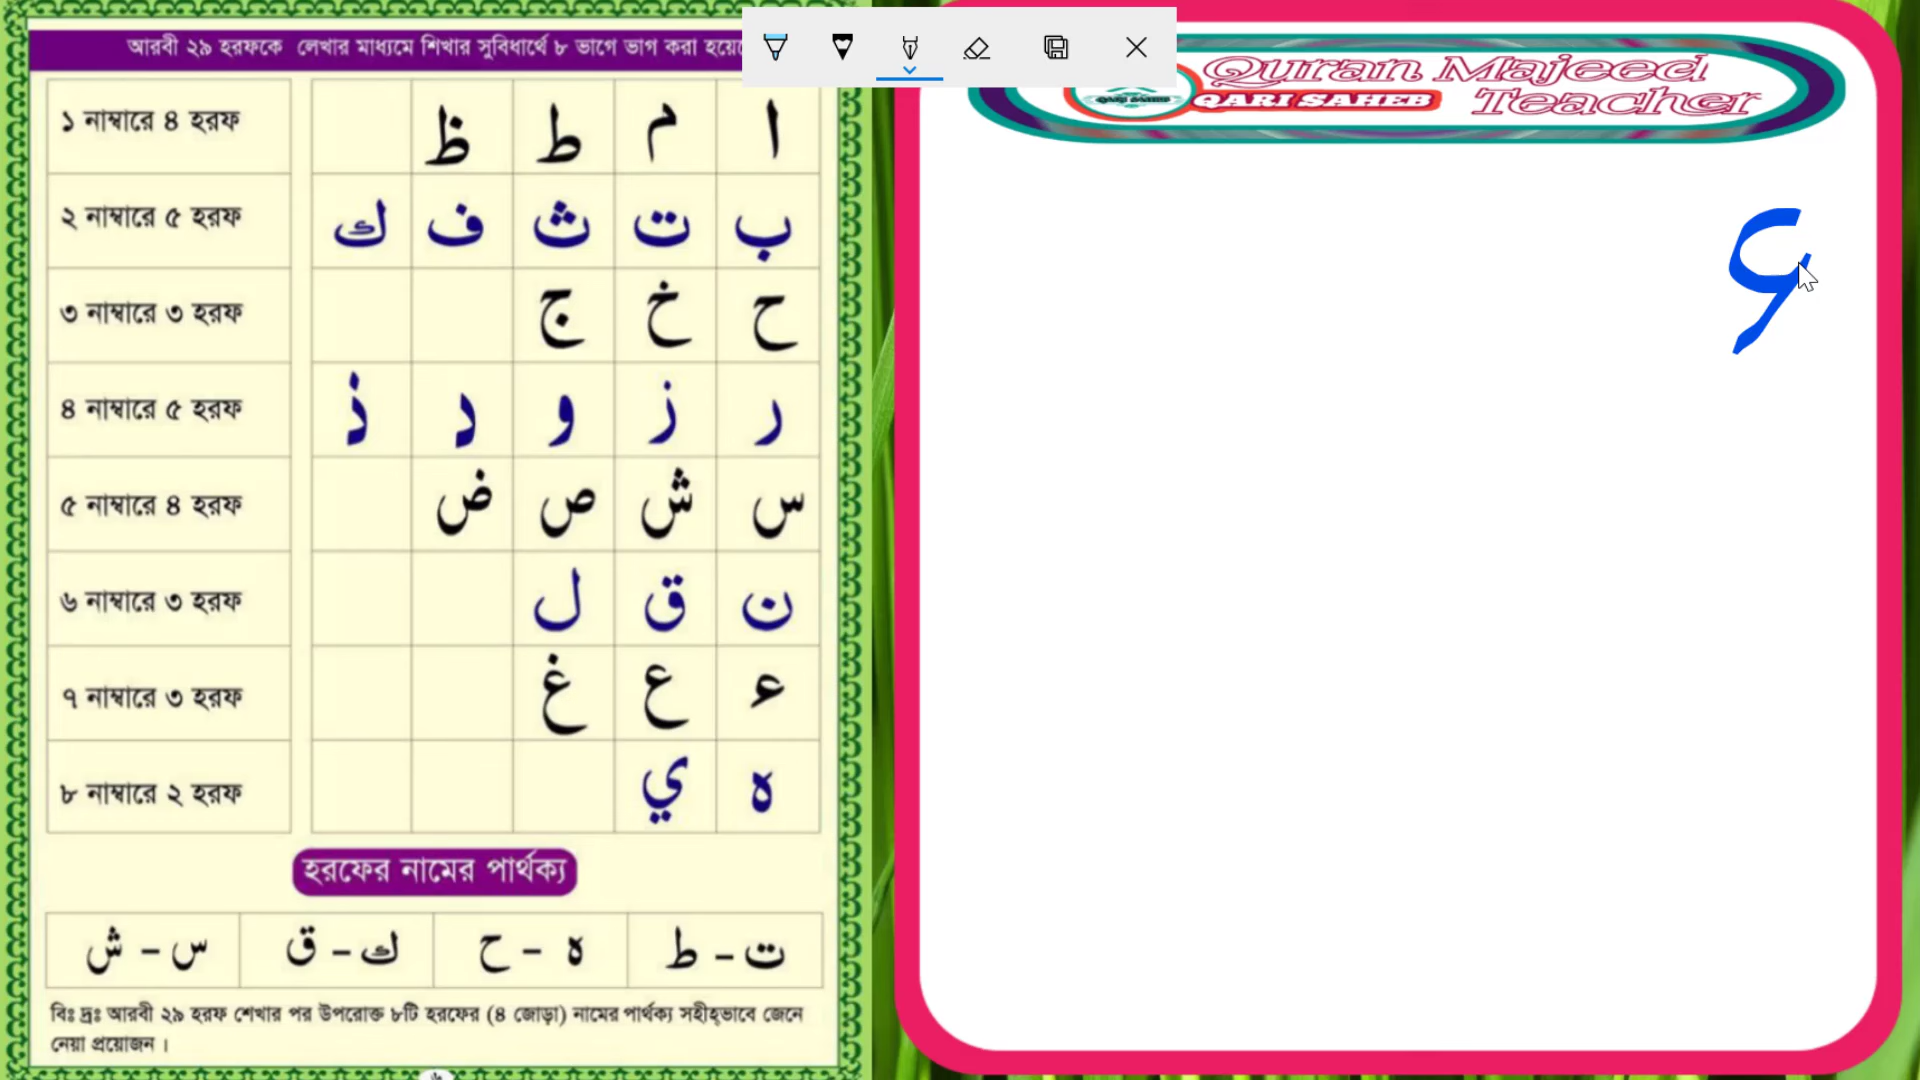 আরবী ২৯ হরফকে লেখার মাধ্যমে শিখার সুবিধার্থে ৮ ভাগে ভাগ করা
১ নাম্বারে ৪ হরফ
ا م ط ظ
২ নাম্বারে ৫ হরফ
ب ت ث ف ك
৩ নাম্বারে ৩ হরফ
ح خ ج
৪ নাম্বারে ৫ হরফ
ر ز و د ذ
৫ নাম্বারে ৪ হরফ
س ش ص ض
৬ নাম্বারে ৩ হরফ
ن ق ل
৭ নাম্বারে ৩ হরফ
ء ع غ
৮ নাম্বারে ২ হরফ
ه ي
হরফের নামের পার্থক্য
ت – ط
ه – ح
ك – ق
س – ش
বিঃ দ্রঃ আরবী ২৯ হরফ শেখার পর উপরোক্ত ৮টি হরফের (৪ জোড়া) নামের পার্থক্য সহীহ্‌ভাবে জেনে
নেয়া প্রয়োজন।
Quran Majeed
Teacher
QARI SAHEB
QARI SAHEB
ء